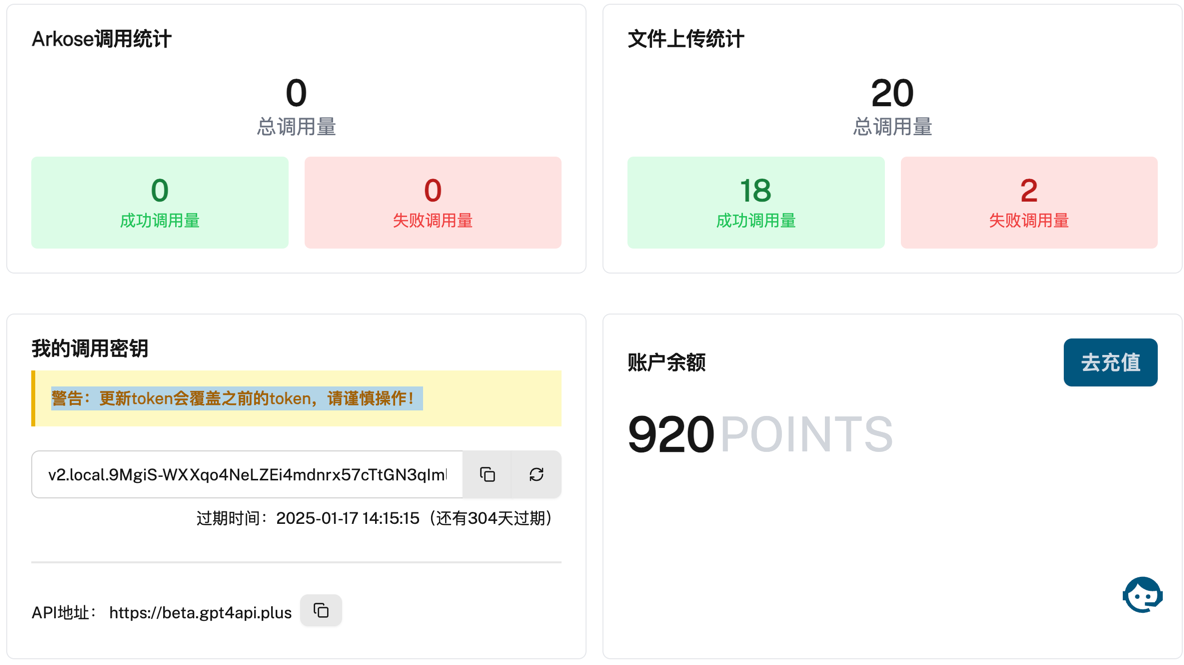 Arkose调用统计
0
总调用量
0
成功调用量
0
失败调用量
文件上传统计
20
总调用量
18
成功调用量
2
失败调用量
我的调用密钥
警告：更新token会覆盖之前的token，请谨慎操作！
v2.local.9MgiS-WXXqo4NeLZEi4mdnrx57cTtGN3qIm
过期时间：2025-01-17 14:15:15（还有304天过期）
API地址： https://beta.gpt4api.plus
账户余额
去充值
920 POINTS